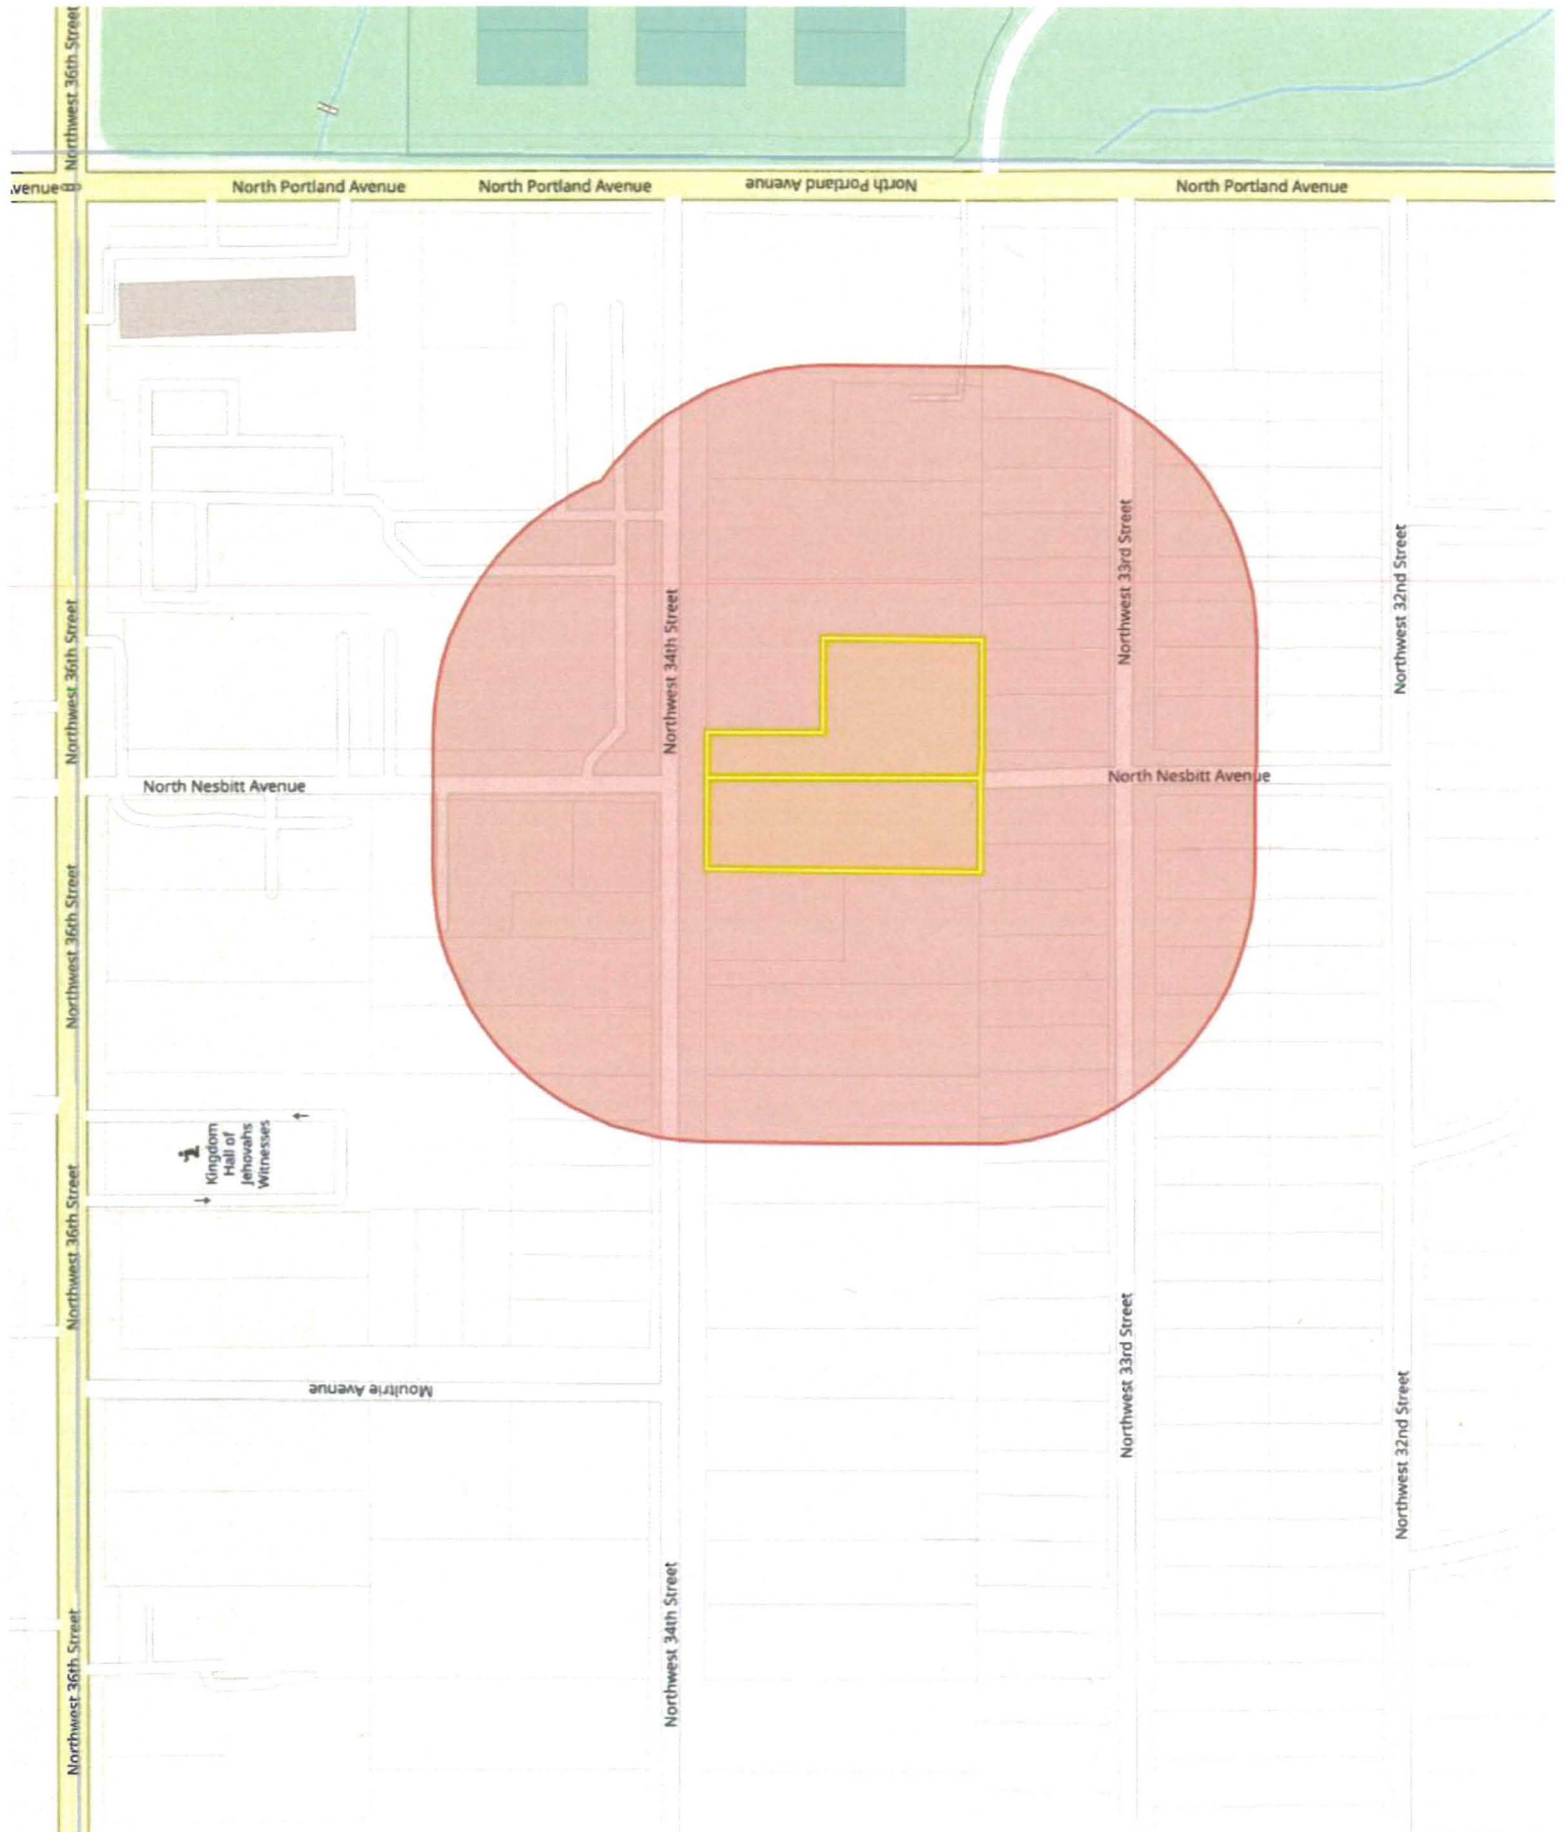 Northwest 36th Street
venue
North Portland Avenue
North Portland Avenue
North Portland Avenue
North Portland Avenue
Northwest 33rd Street
Northwest 32nd Street
Northwest 34th Street
Northwest 36th Street
North Nesbitt Avenue
North Nesbitt Avenue
Northwest 36th Street
Kingdom
Hall of
Jehovahs
Witnesses
Northwest 36th Street
Northwest 33rd Street
Moultrie Avenue
Northwest 32nd Street
Northwest 34th Street
Northwest 36th Street